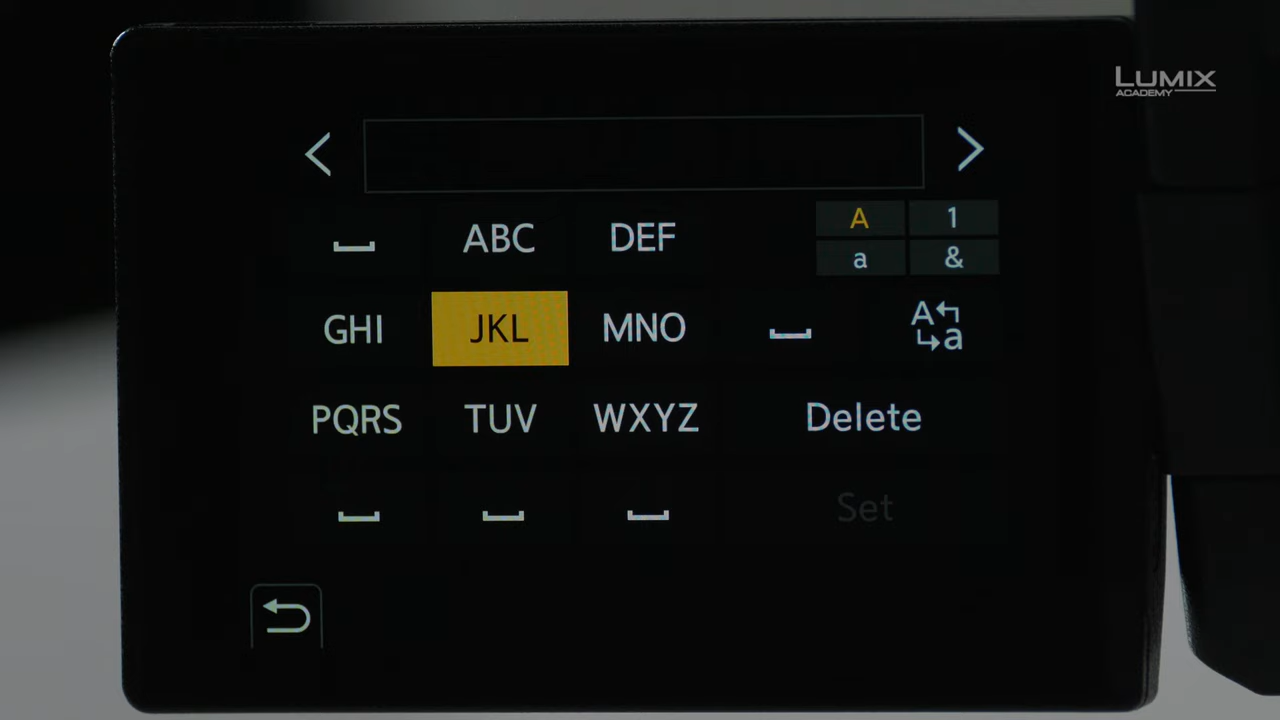 LUMIX
ACADEMY
ABC DEF A 1
a &
GHI JKL MNO A a
PQRS TUV WXYZ Delete
Set